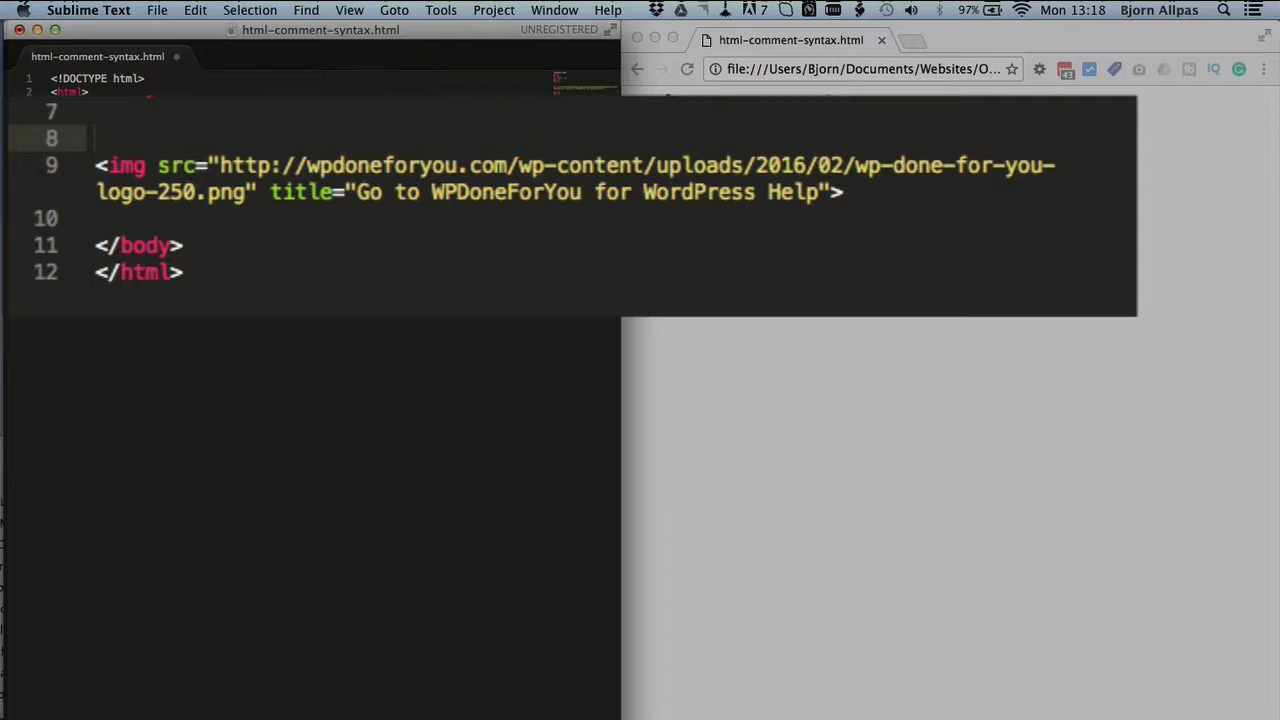 Sublime Text File Edit Selection Find View Goto Tools Project Window Help 7 97% Mon 13:18 Bjorn Allpas
html-comment-syntax.html UNREGISTERED
html-comment-syntax.html
html-comment-syntax.html
file:///Users/Bjorn/Documents/Websites/O...
43
1 <!DOCTYPE html>
2 <html>
7
8
9 <img src="http://wpdoneforyou.com/wp-content/uploads/2016/02/wp-done-for-you-
logo-250.png" title="Go to WPDoneForYou for WordPress Help">
10
11 </body>
12 </html>